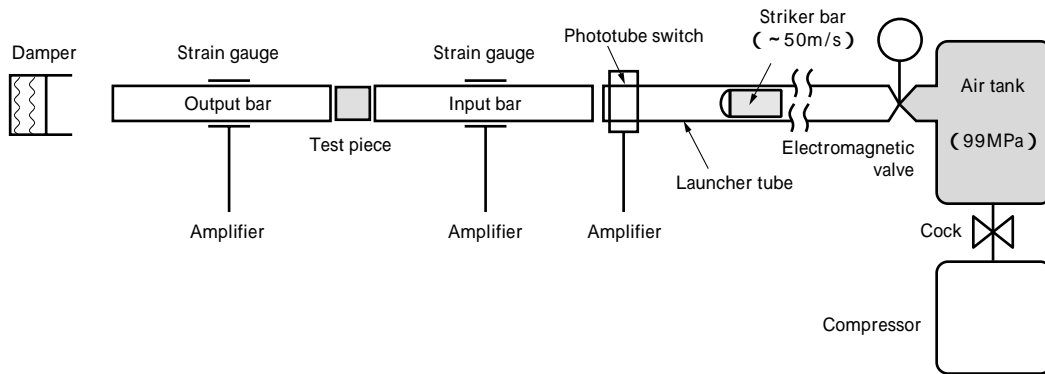 Damper
Strain gauge
Output bar
Test piece
Amplifier
Strain gauge
Input bar
Amplifier
Phototube switch
Amplifier
Striker bar
(~50m/s)
Launcher tube
Electromagnetic
valve
Air tank
(99MPa)
Cock
Compressor